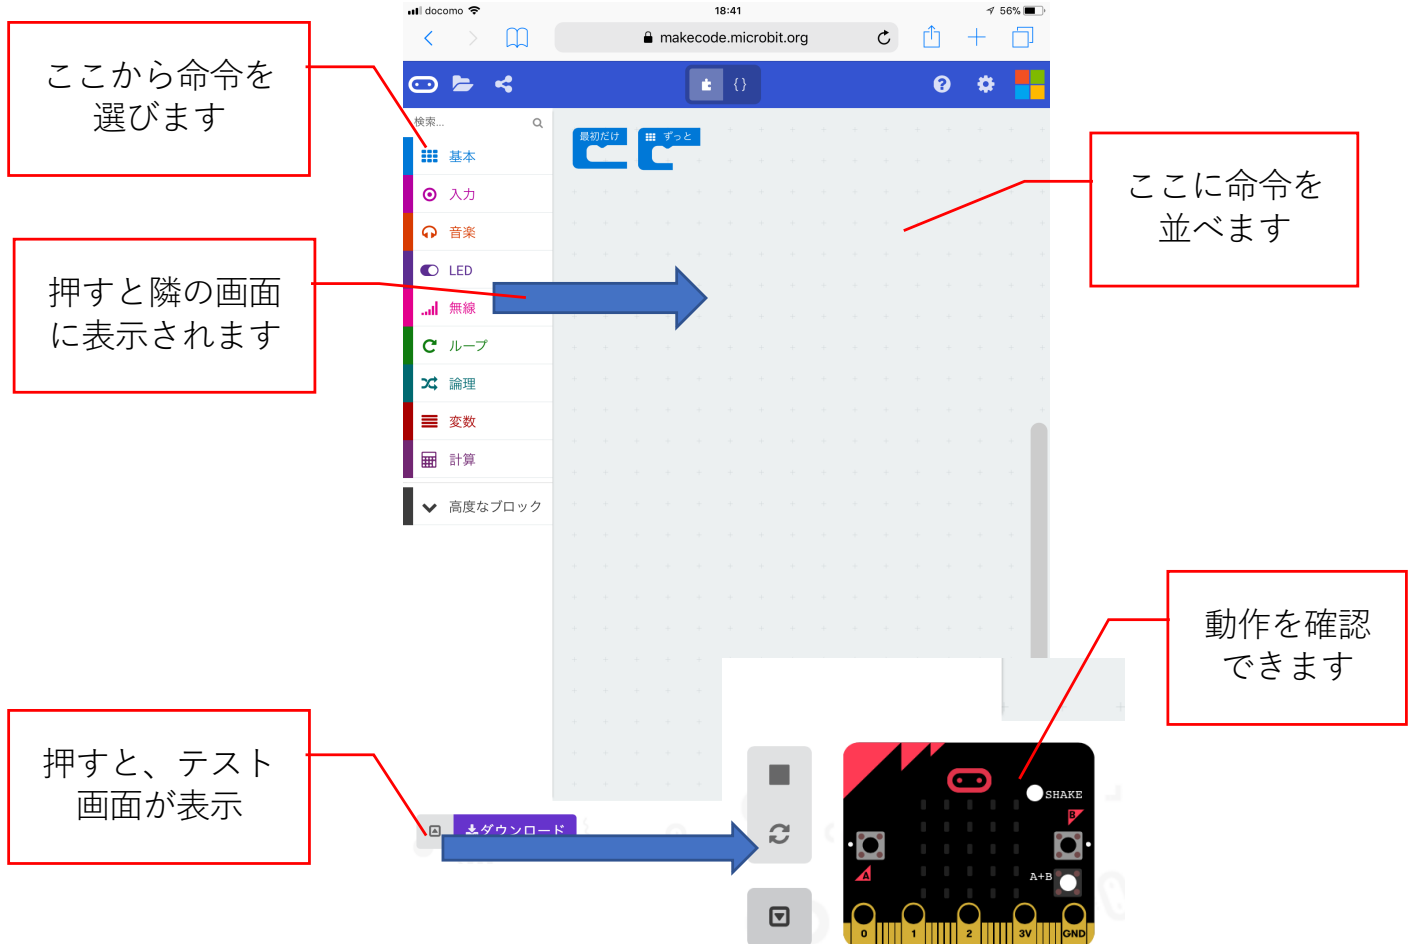 docomo
18:41
56%
makecode.microbit.org
{}
検索...
基本
入力
音楽
LED
無線
ループ
論理
変数
計算
高度なブロック
最初だけ
ずっと
ここから命令を
選びます
押すと隣の画面
に表示されます
ここに命令を
並べます
動作を確認
できます
押すと、テスト
画面が表示
ダウンロード
SHAKE
B
A
A+B
0
1
2
3V
GND